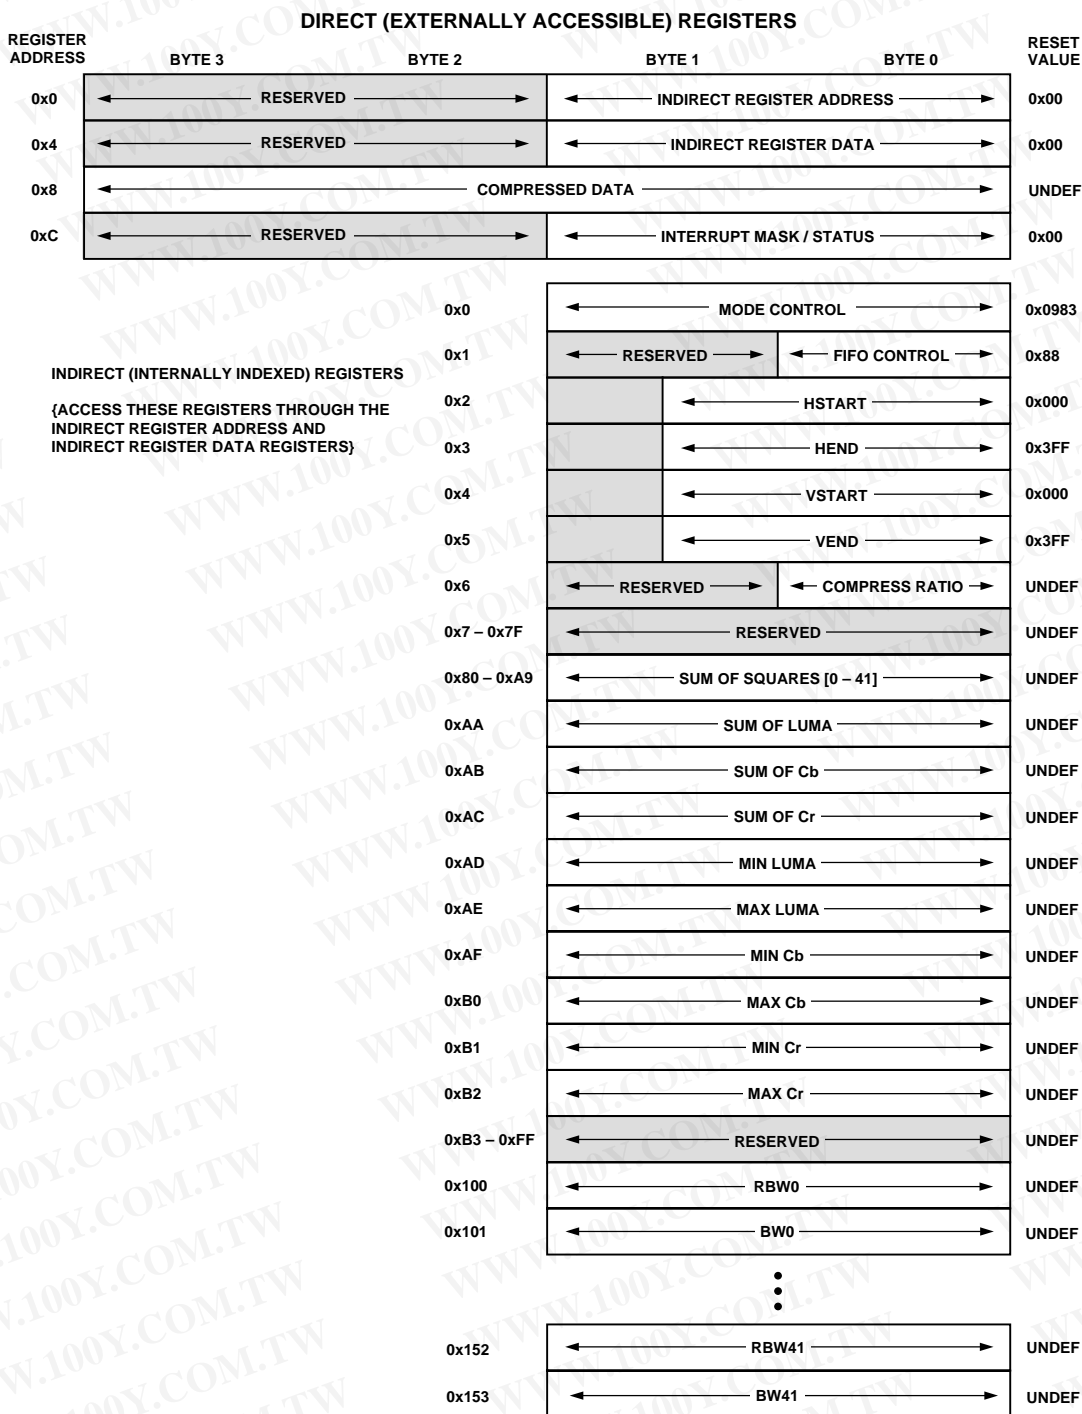 DIRECT (EXTERNALLY ACCESSIBLE) REGISTERS
REGISTER ADDRESS BYTE 3 BYTE 2 BYTE 1 BYTE 0 RESET VALUE
0x0 RESERVED INDIRECT REGISTER ADDRESS 0x00
0x4 RESERVED INDIRECT REGISTER DATA 0x00
0x8 COMPRESSED DATA UNDEF
0xC RESERVED INTERRUPT MASK / STATUS 0x00
INDIRECT (INTERNALLY INDEXED) REGISTERS
{ACCESS THESE REGISTERS THROUGH THE
INDIRECT REGISTER ADDRESS AND
INDIRECT REGISTER DATA REGISTERS}
0x0 MODE CONTROL 0x0983
0x1 RESERVED FIFO CONTROL 0x88
0x2 HSTART 0x000
0x3 HEND 0x3FF
0x4 VSTART 0x000
0x5 VEND 0x3FF
0x6 RESERVED COMPRESS RATIO UNDEF
0x7 – 0x7F RESERVED UNDEF
0x80 – 0xA9 SUM OF SQUARES [0 – 41] UNDEF
0xAA SUM OF LUMA UNDEF
0xAB SUM OF Cb UNDEF
0xAC SUM OF Cr UNDEF
0xAD MIN LUMA UNDEF
0xAE MAX LUMA UNDEF
0xAF MIN Cb UNDEF
0xB0 MAX Cb UNDEF
0xB1 MIN Cr UNDEF
0xB2 MAX Cr UNDEF
0xB3 – 0xFF RESERVED UNDEF
0x100 RBW0 UNDEF
0x101 BW0 UNDEF
0x152 RBW41 UNDEF
0x153 BW41 UNDEF
WWW.100Y.COM.TW